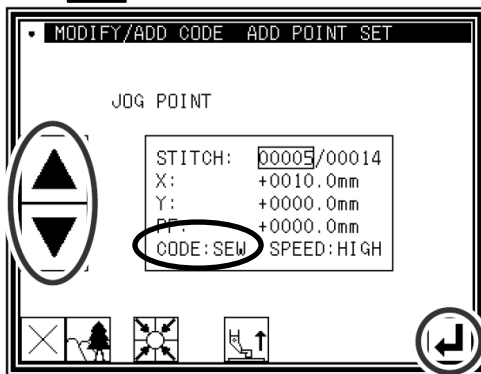 MODIFY/ADD CODE ADD POINT SET
JOG POINT
STITCH: 00005/00014
X: +0010.0mm
Y: +0000.0mm
PF: +0000.0mm
CODE:SEW SPEED:HIGH